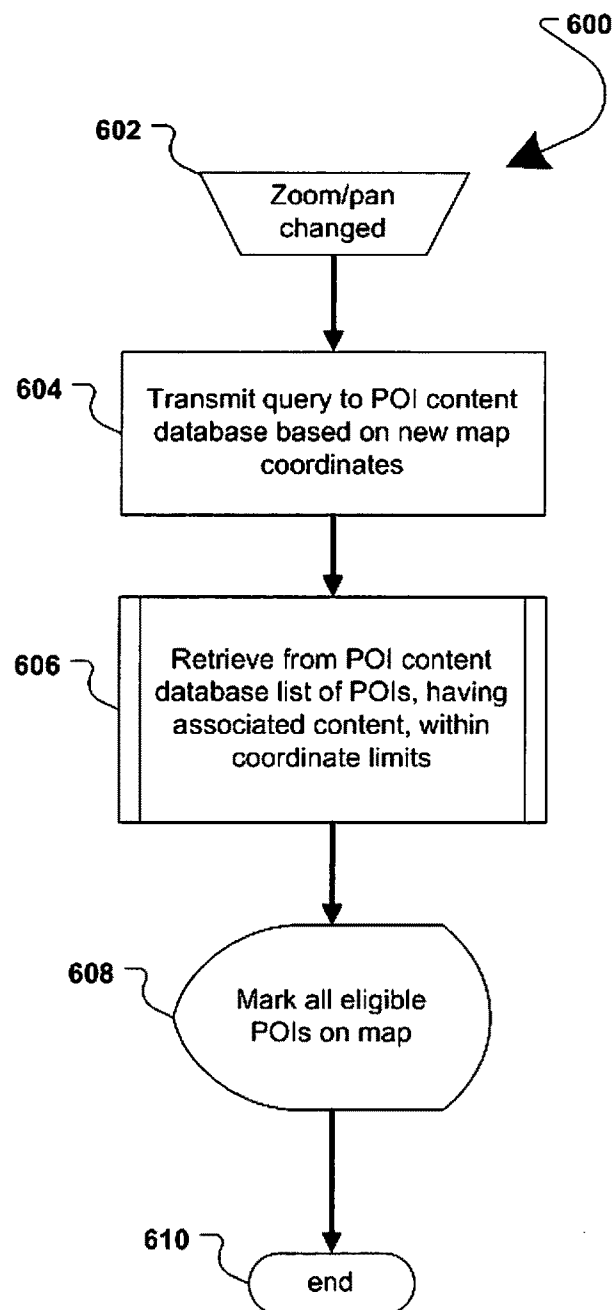 600
602
Zoom/pan
changed
604
Transmit query to POI content
database based on new map
coordinates
606
Retrieve from POI content
database list of POIs, having
associated content, within
coordinate limits
608
Mark all eligible
POIs on map
610
end